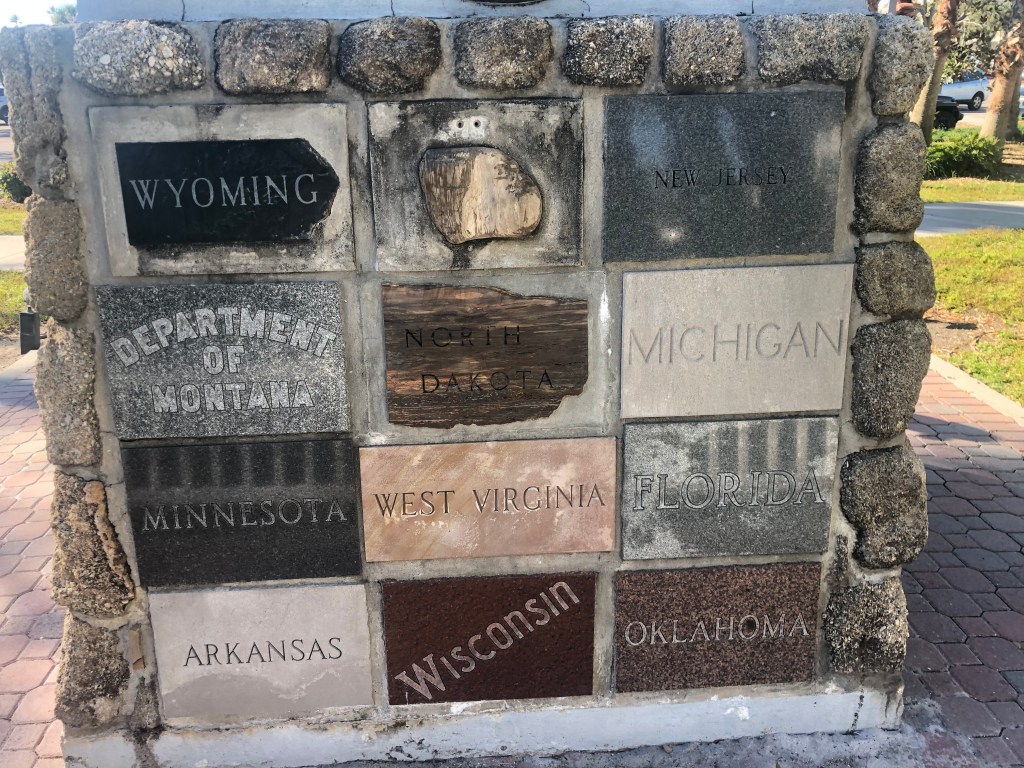 WYOMING
NEW JERSEY
DEPARTMENT
OF
MONTANA
NORTH
DAKOTA
MICHIGAN
MINNESOTA
WEST VIRGINIA
FLORIDA
ARKANSAS
Wisconsin
OKLAHOMA